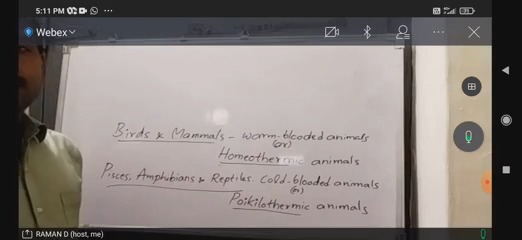 5:11 PM
Webex
Birds & Mammals - warm-blooded animals
(or)
Homeothermic animals
Pisces, Amphubians & Reptiles. Cold-blooded animals
(or)
Poikilothermic animals
RAMAN D (host, me)